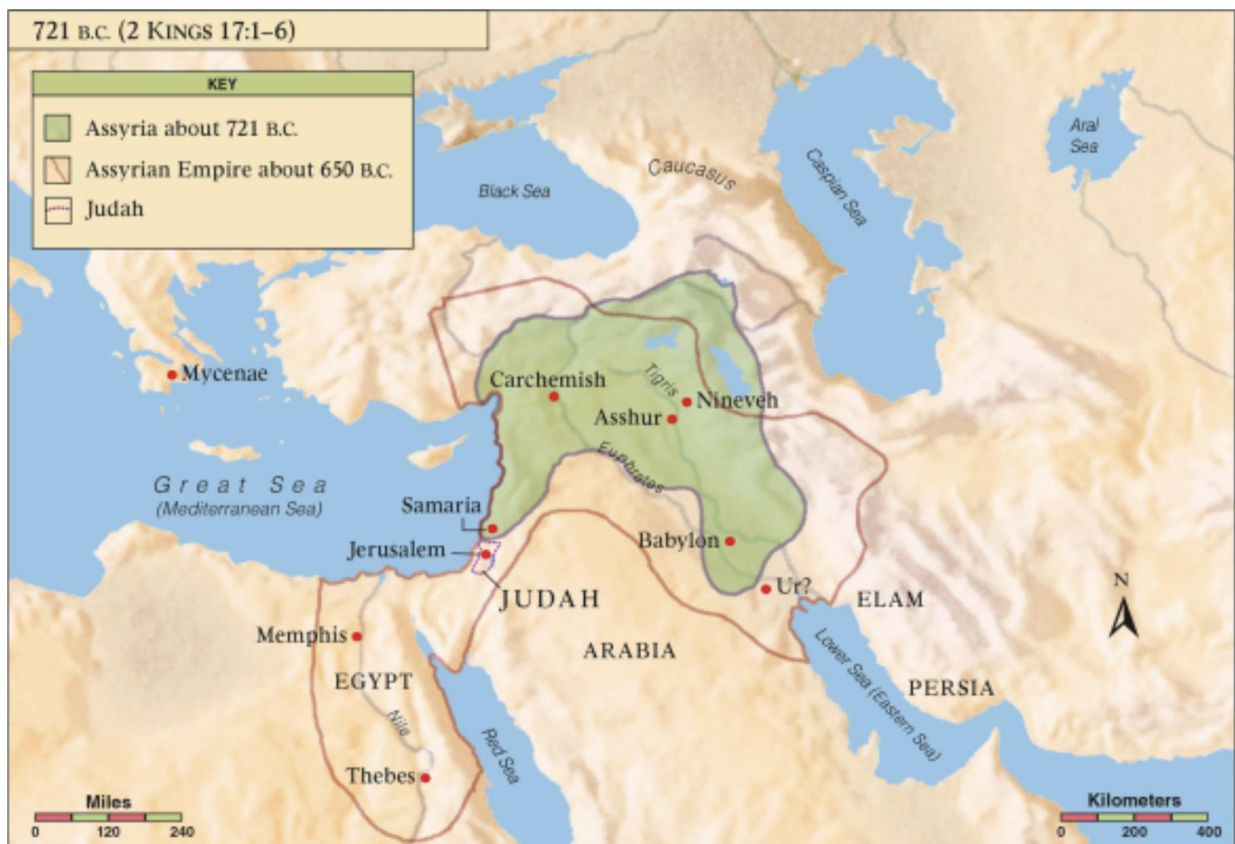 721 B.C. (2 KINGS 17:1–6)
KEY
Assyria about 721 B.C.
Assyrian Empire about 650 B.C.
Judah
Black Sea
Caucasus
Caspian Sea
Aral
Sea
Mycenae
Carchemish
Tigris
Nineveh
Asshur
Euphrates
Great Sea
(Mediterranean Sea)
Samaria
Jerusalem
Babylon
JUDAH
Ur?
ELAM
N
Memphis
ARABIA
EGYPT
Lower Sea (Eastern Sea)
PERSIA
Nile
Red Sea
Thebes
Miles
0 120 240
Kilometers
0 200 400